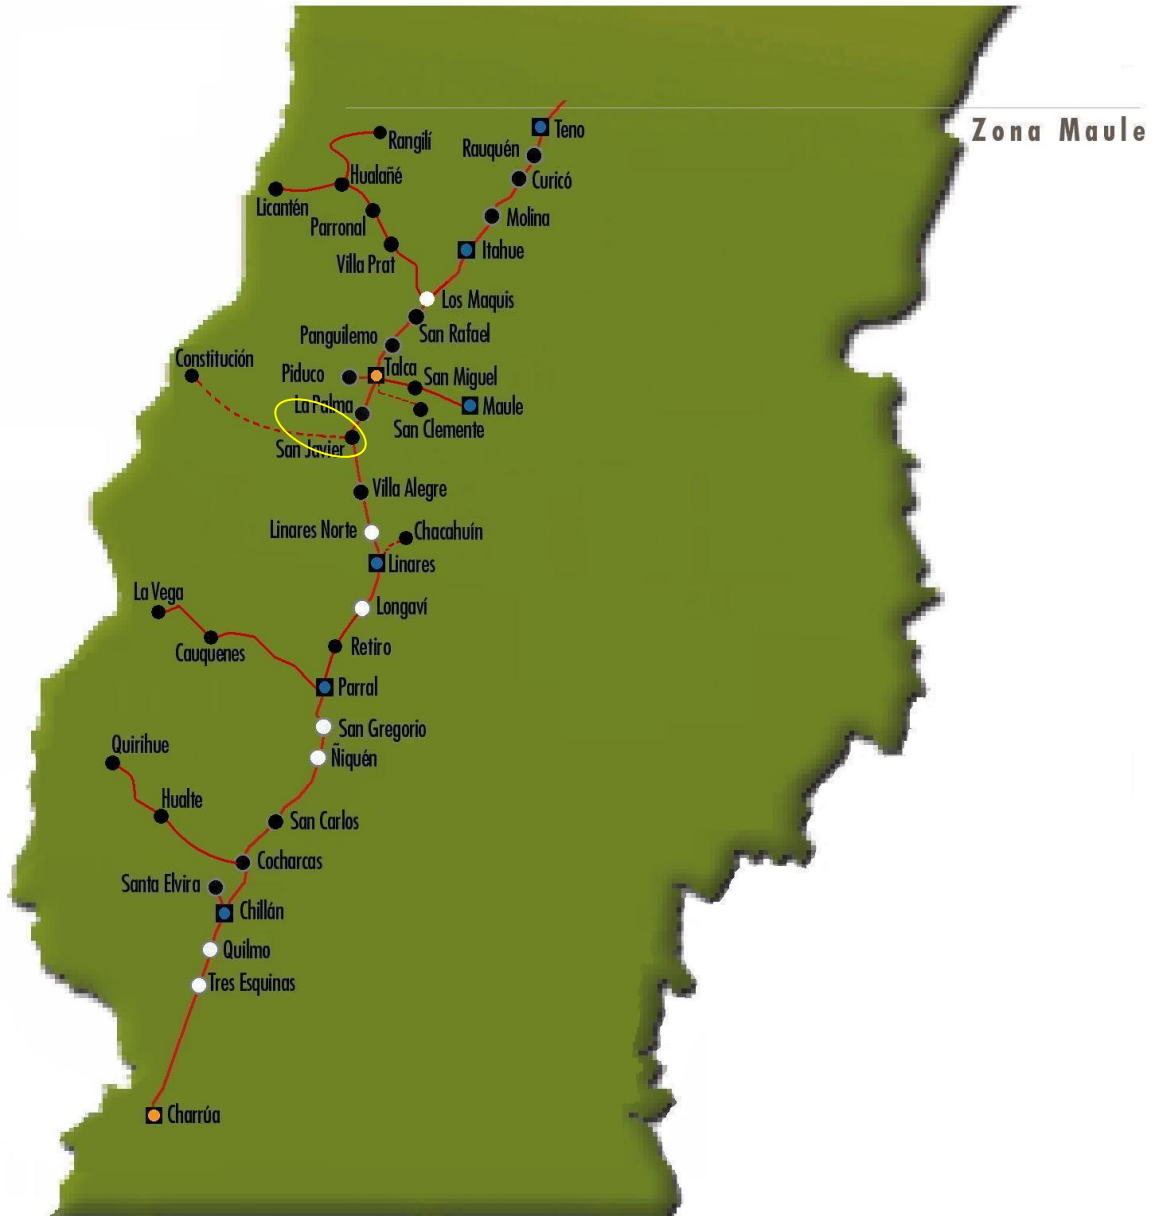 Zona Maule
Teno
Rangilí
Rauquén
Curicó
Hualañé
Licantén
Parronal
Molina
Villa Prat
Itahue
Los Maquis
San Rafael
Panguilemo
Constitución
Talca
Piduco
San Miguel
La Palma
Maule
San Clemente
San Javier
Villa Alegre
Linares Norte
Chacahuín
Linares
La Vega
Longaví
Cauquenes
Retiro
Parral
San Gregorio
Quirihue
Ñiquén
Hualte
San Carlos
Cocharcas
Santa Elvira
Chillán
Quilmo
Tres Esquinas
Charrúa